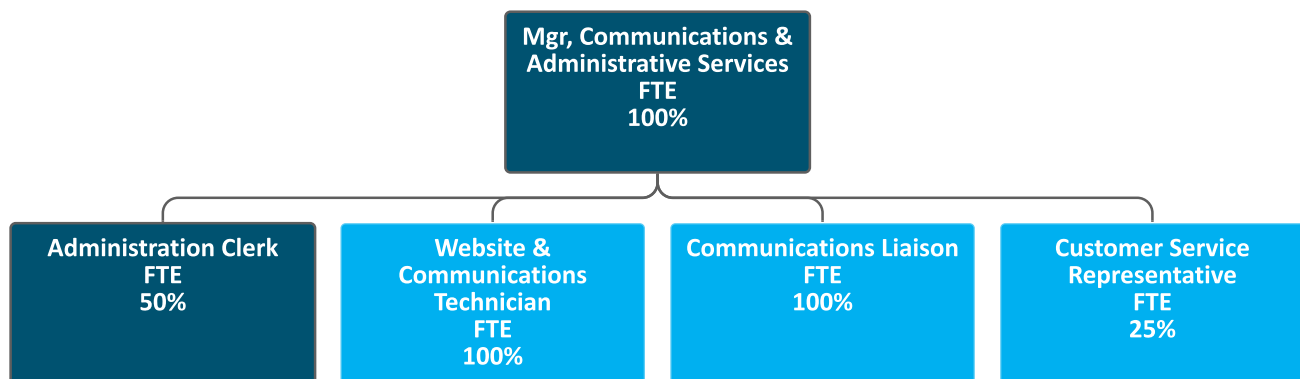 Mgr, Communications &
Administrative Services
FTE
100%
Administration Clerk
FTE
50%
Website &
Communications
Technician
FTE
100%
Communications Liaison
FTE
100%
Customer Service
Representative
FTE
25%